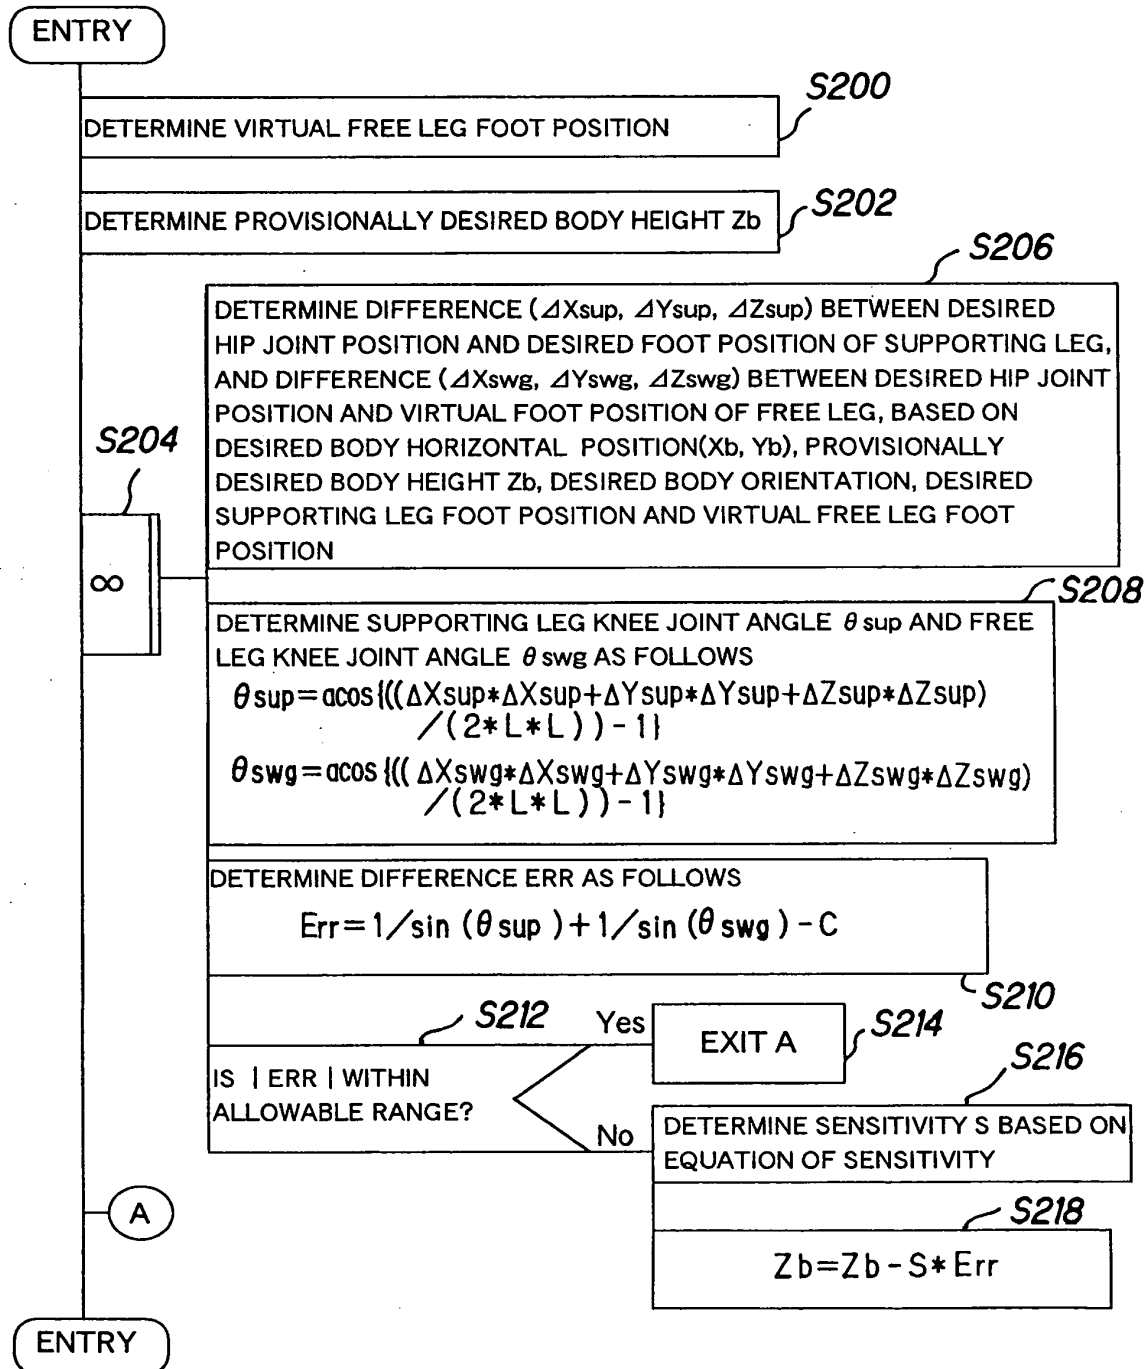 ENTRY
S200
DETERMINE VIRTUAL FREE LEG FOOT POSITION
S202
DETERMINE PROVISIONALLY DESIRED BODY HEIGHT Zb
S206
DETERMINE DIFFERENCE (⊿Xsup, ⊿Ysup, ⊿Zsup) BETWEEN DESIRED
HIP JOINT POSITION AND DESIRED FOOT POSITION OF SUPPORTING LEG,
AND DIFFERENCE (⊿Xswg, ⊿Yswg, ⊿Zswg) BETWEEN DESIRED HIP JOINT
POSITION AND VIRTUAL FOOT POSITION OF FREE LEG, BASED ON
DESIRED BODY HORIZONTAL POSITION(Xb, Yb), PROVISIONALLY
DESIRED BODY HEIGHT Zb, DESIRED BODY ORIENTATION, DESIRED
SUPPORTING LEG FOOT POSITION AND VIRTUAL FREE LEG FOOT
POSITION
S204
∞
S208
DETERMINE SUPPORTING LEG KNEE JOINT ANGLE θ sup AND FREE
LEG KNEE JOINT ANGLE θ swg AS FOLLOWS
θ sup=acos{((ΔXsup*ΔXsup+ΔYsup*ΔYsup+ΔZsup*ΔZsup)
/(2*L*L))-1}
θ swg=acos{((ΔXswg*ΔXswg+ΔYswg*ΔYswg+ΔZswg*ΔZswg)
/(2*L*L))-1}
DETERMINE DIFFERENCE ERR AS FOLLOWS
Err=1/sin (θ sup)+1/sin (θ swg)-C
S210
S212
IS | ERR | WITHIN
ALLOWABLE RANGE?
Yes
EXIT A
S214
No
S216
DETERMINE SENSITIVITY S BASED ON
EQUATION OF SENSITIVITY
S218
Zb=Zb-S*Err
A
ENTRY